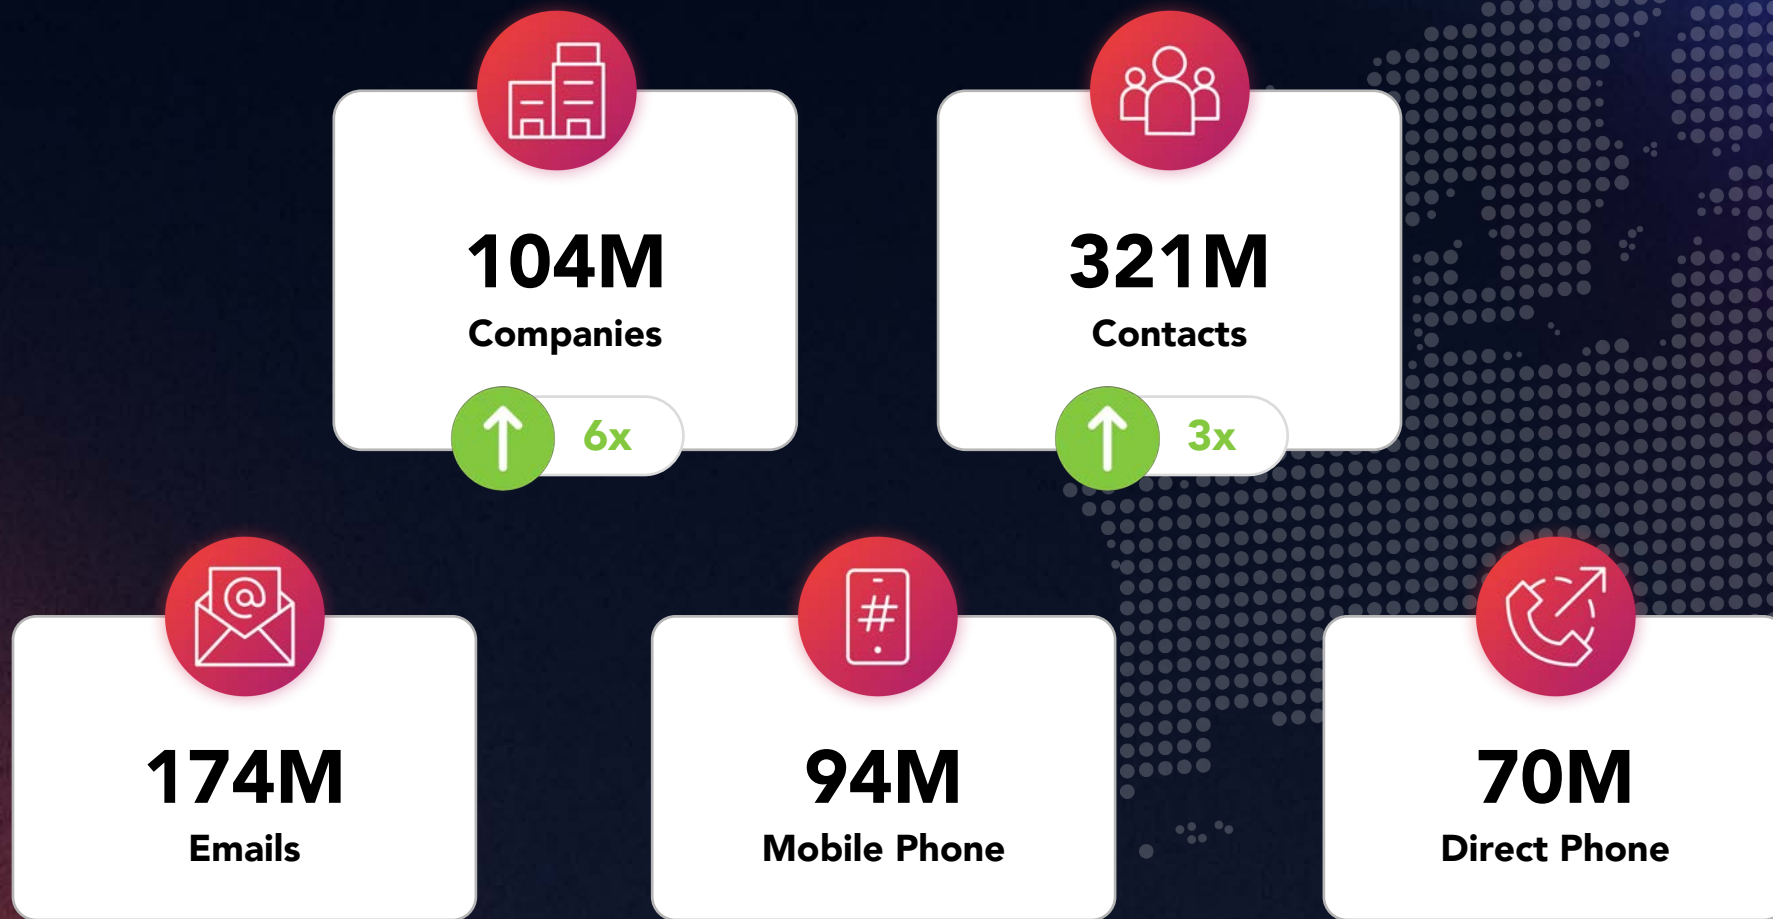 104M
Companies
6x
321M
Contacts
3x
174M
Emails
94M
Mobile Phone
70M
Direct Phone